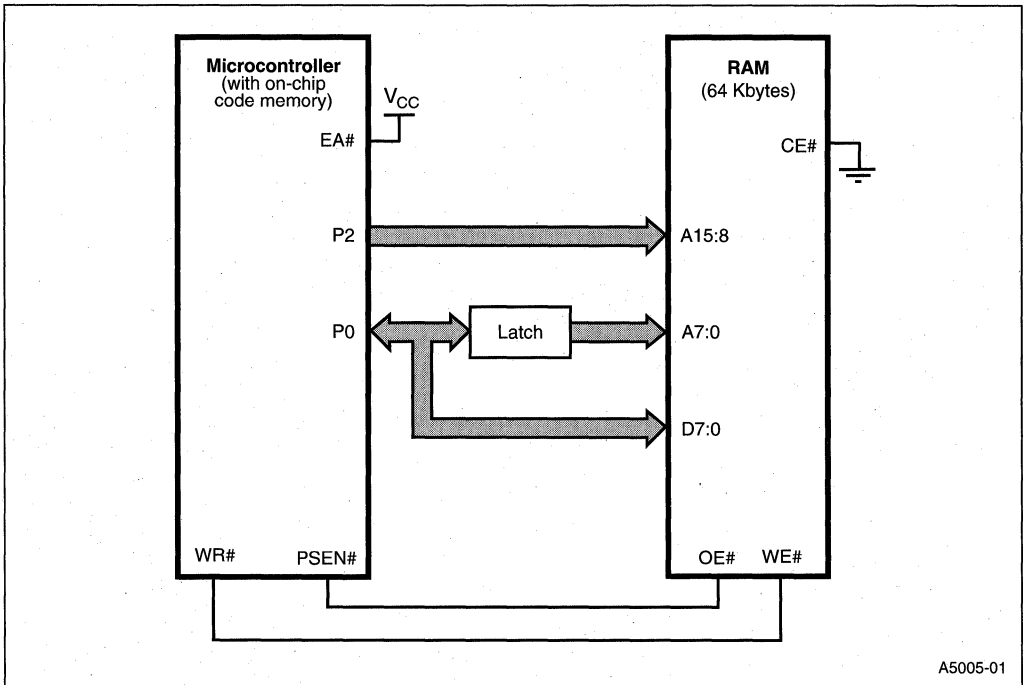 Microcontroller
(with on-chip
code memory)
VCC
EA#
RAM
(64 Kbytes)
CE#
P2
A15:8
P0
Latch
A7:0
D7:0
WR#
PSEN#
OE#
WE#
A5005-01